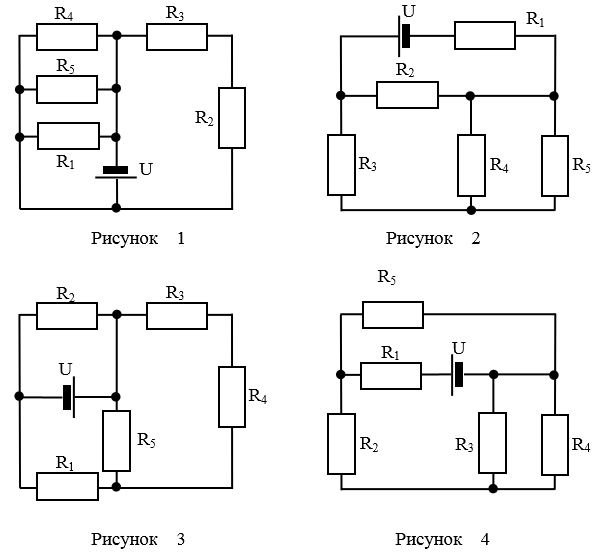 R4 R3
R5
R2
R1 U
Рисунок 1
U R1
R2
R3 R4 R5
Рисунок 2
R2 R3
U
R4
R5
R1
Рисунок 3
R5
R1 U
R2 R3 R4
Рисунок 4